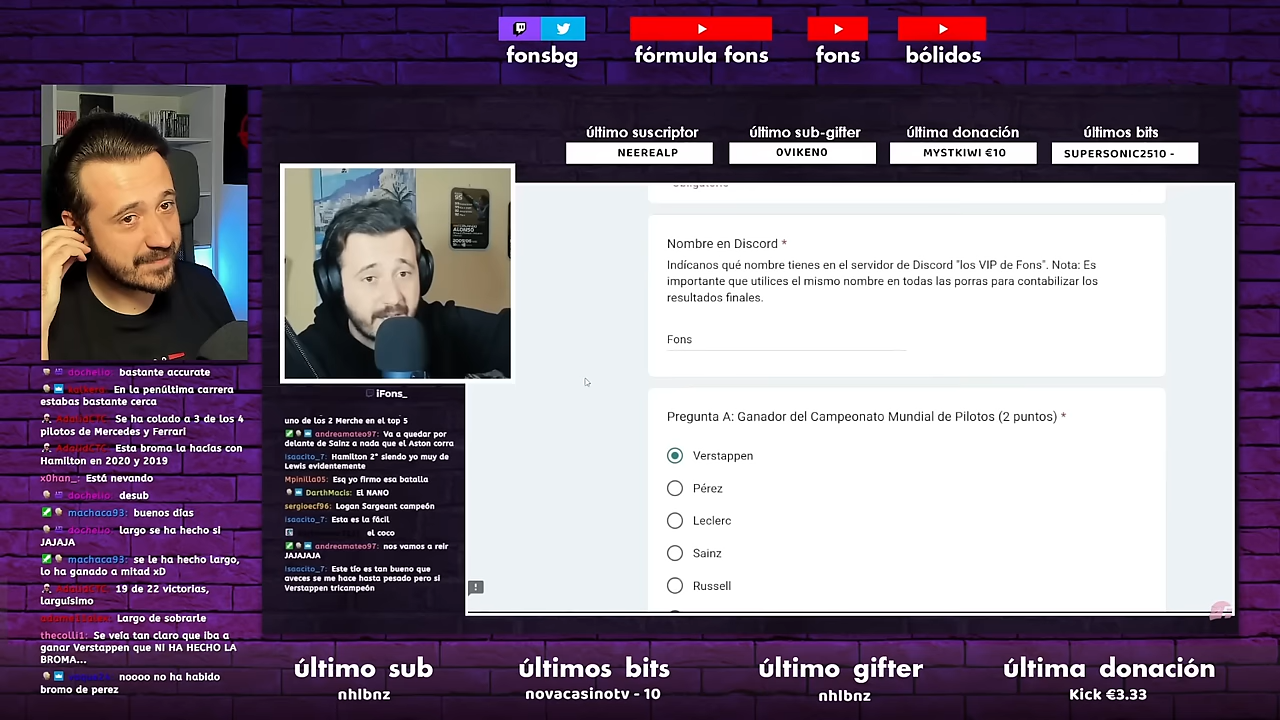 fonsbg
fórmula fons
fons
bólidos
último suscriptor
último sub-gifter
última donación
últimos bits
NEEREALP
0VIKEN0
MYSTKIWI €10
SUPERSONIC2510 -
ALONSO
iFons_
uno de los 2 Merche en el top 5
andreamateo97: Va a quedar por
delante de Sainz a nada que el Aston corra
Isaacito_7: Hamilton 2º siendo yo muy de
Lewis evidentemente
Mpinilla05: Esq yo firmo esa batalla
DarthMacis: El NANO
sergioecf96: Logan Sargeant campeón
Isaacito_7: Esta es la fácil
el coco
andreamateo97: nos vamos a reir
JAJAJAJA
Isaacito_7: Este tío es tan bueno que
aveces se me hace hasta pesado pero si
Verstappen tricampeón
Nombre en Discord *
Indícanos qué nombre tienes en el servidor de Discord "los VIP de Fons". Nota: Es
importante que utilices el mismo nombre en todas las porras para contabilizar los
resultados finales.
Fons
Pregunta A: Ganador del Campeonato Mundial de Pilotos (2 puntos) *
Verstappen
Pérez
Leclerc
Sainz
Russell
dochelio: bastante accurate
En la penúltima carrera
estabas bastante cerca
Se ha colado a 3 de los 4
pilotos de Mercedes y Ferrari
Esta broma la hacías con
Hamilton en 2020 y 2019
x0han_: Está nevando
dochelio: desub
machaca93: buenos días
dochelio: largo se ha hecho si
JAJAJA
machaca93: se le ha hecho largo,
lo ha ganado a mitad xD
19 de 22 victorias,
larguísimo
Largo de sobrarle
thecolli1: Se veía tan claro que iba a
ganar Verstappen que NI HA HECHO LA
BROMA...
noooo no ha habido
bromo de perez
último sub
últimos bits
último gifter
última donación
nhlbnz
novacasinotv - 10
nhlbnz
Kick €3.33